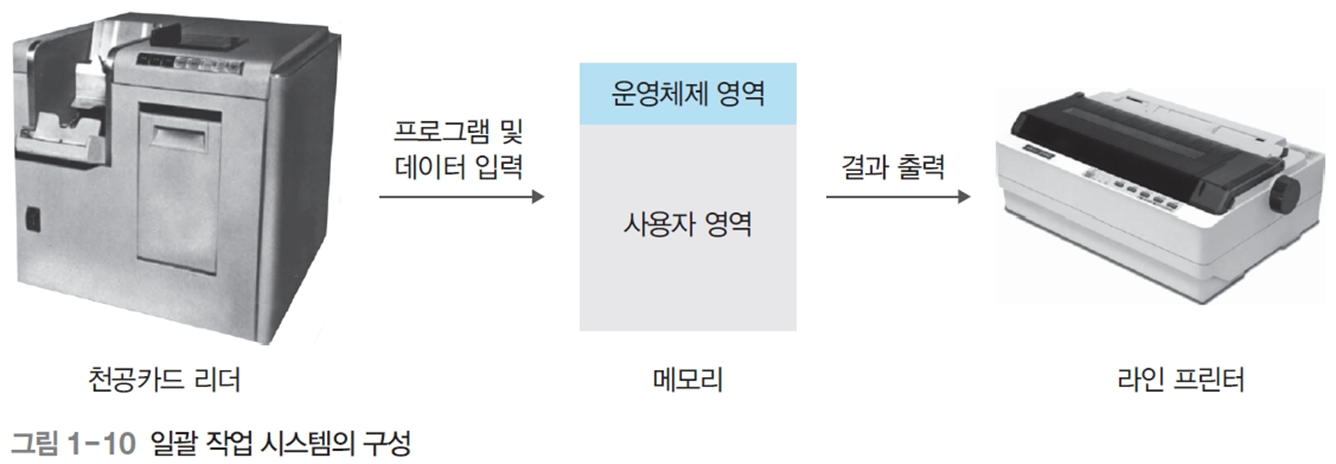 프로그램 및
데이터 입력
운영체제 영역
사용자 영역
결과 출력
천공카드 리더
메모리
라인 프린터
그림 1-10 일괄 작업 시스템의 구성